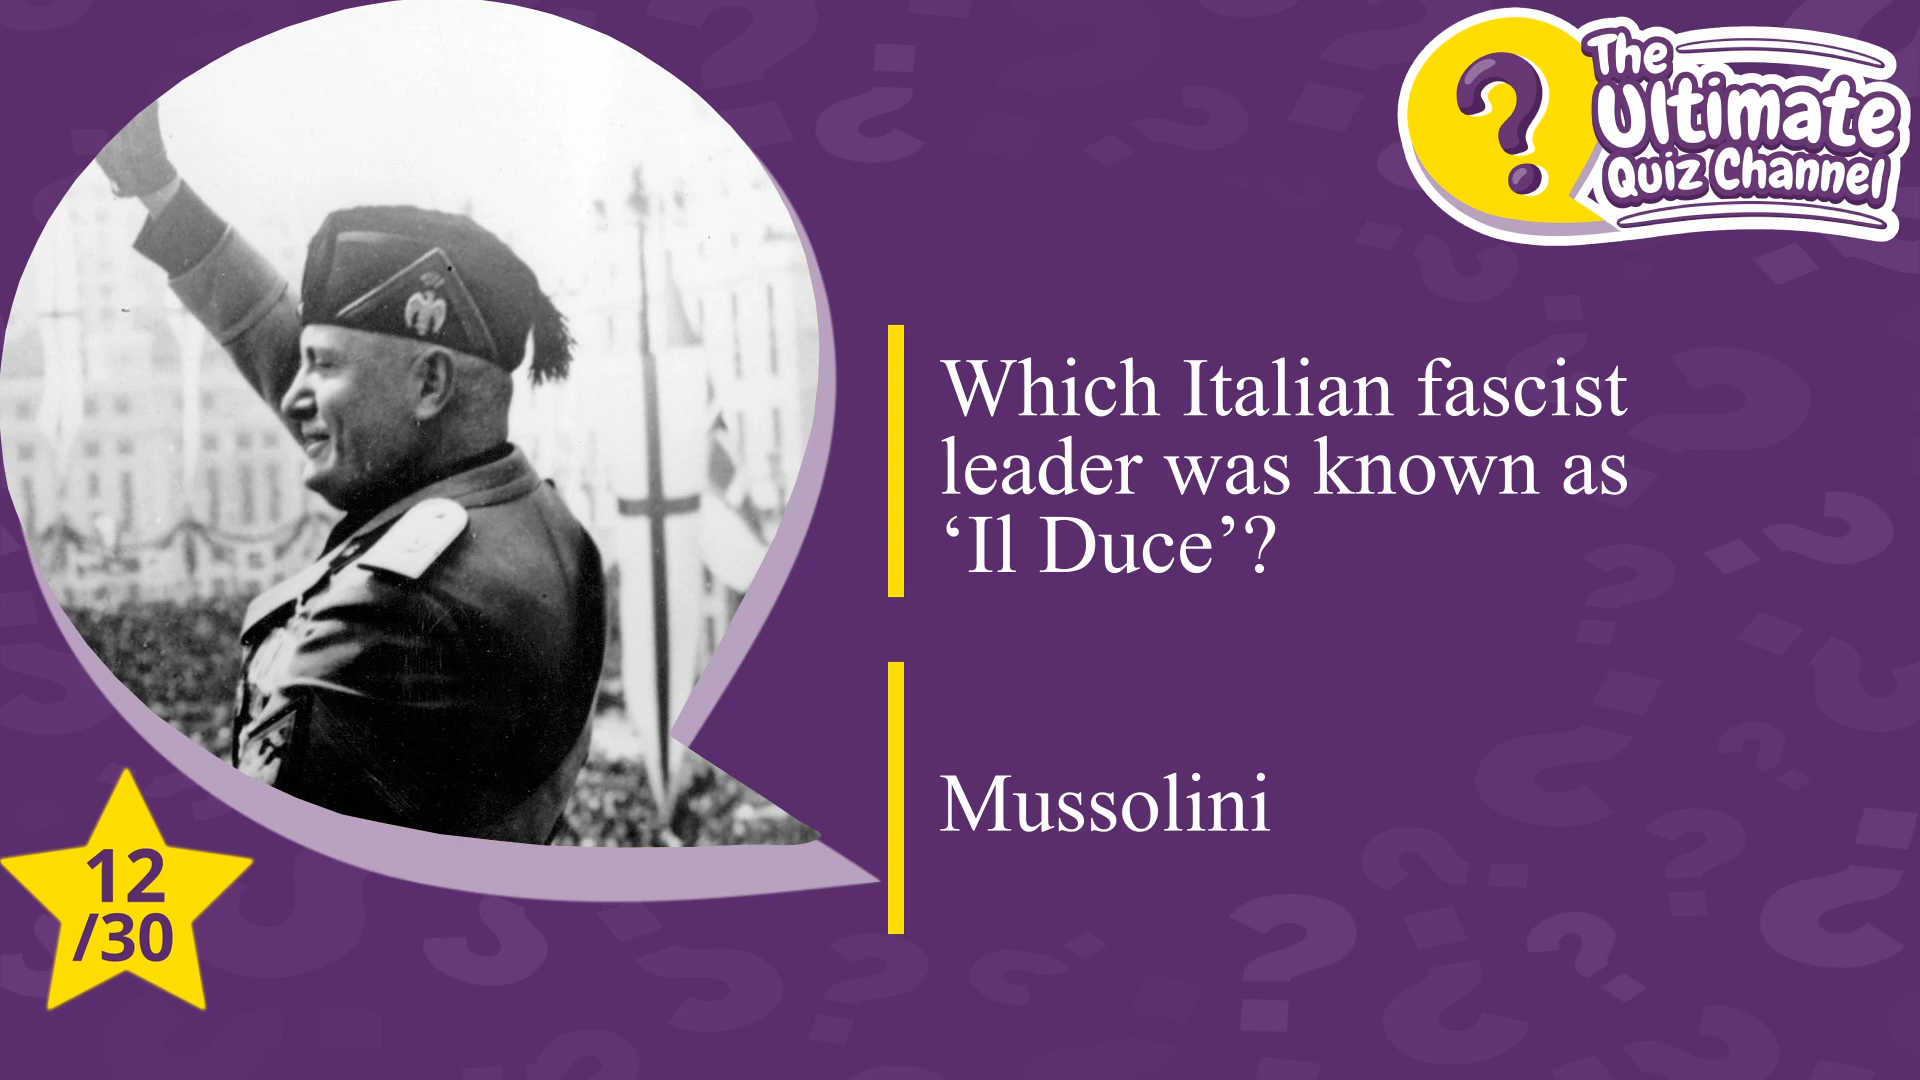 The
Ultimate
Quiz Channel
Which Italian fascist
leader was known as
‘Il Duce’?
Mussolini
12
/30